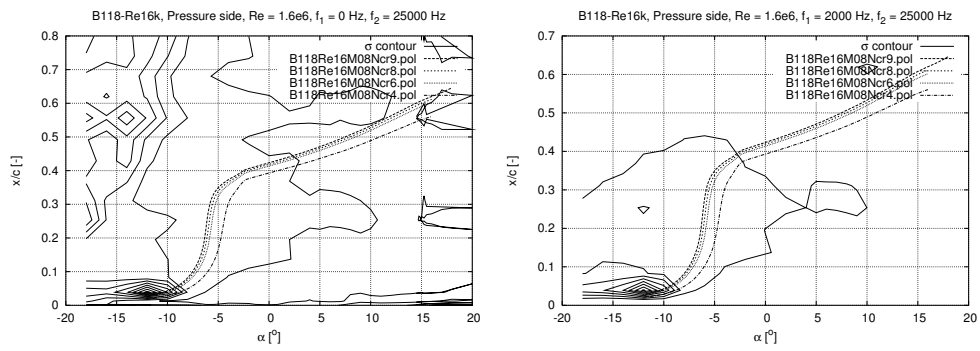 B118-Re16k, Pressure side, Re = 1.6e6, f1 = 0 Hz, f2 = 25000 Hz
σ contour
B118Re16M08Ncr9.pol
B118Re16M08Ncr8.pol
B118Re16M08Ncr6.pol
B118Re16M08Ncr4.pol
x/c [-]
0.8
0.7
0.6
0.5
0.4
0.3
0.2
0.1
0
-20 -15 -10 -5 0 5 10 15 20
α [°]
B118-Re16k, Pressure side, Re = 1.6e6, f1 = 2000 Hz, f2 = 25000 Hz
σ contour
B118Re16M08Ncr9.pol
B118Re16M08Ncr8.pol
B118Re16M08Ncr6.pol
B118Re16M08Ncr4.pol
x/c [-]
0.7
0.6
0.5
0.4
0.3
0.2
0.1
0
-20 -15 -10 -5 0 5 10 15 20
α [°]